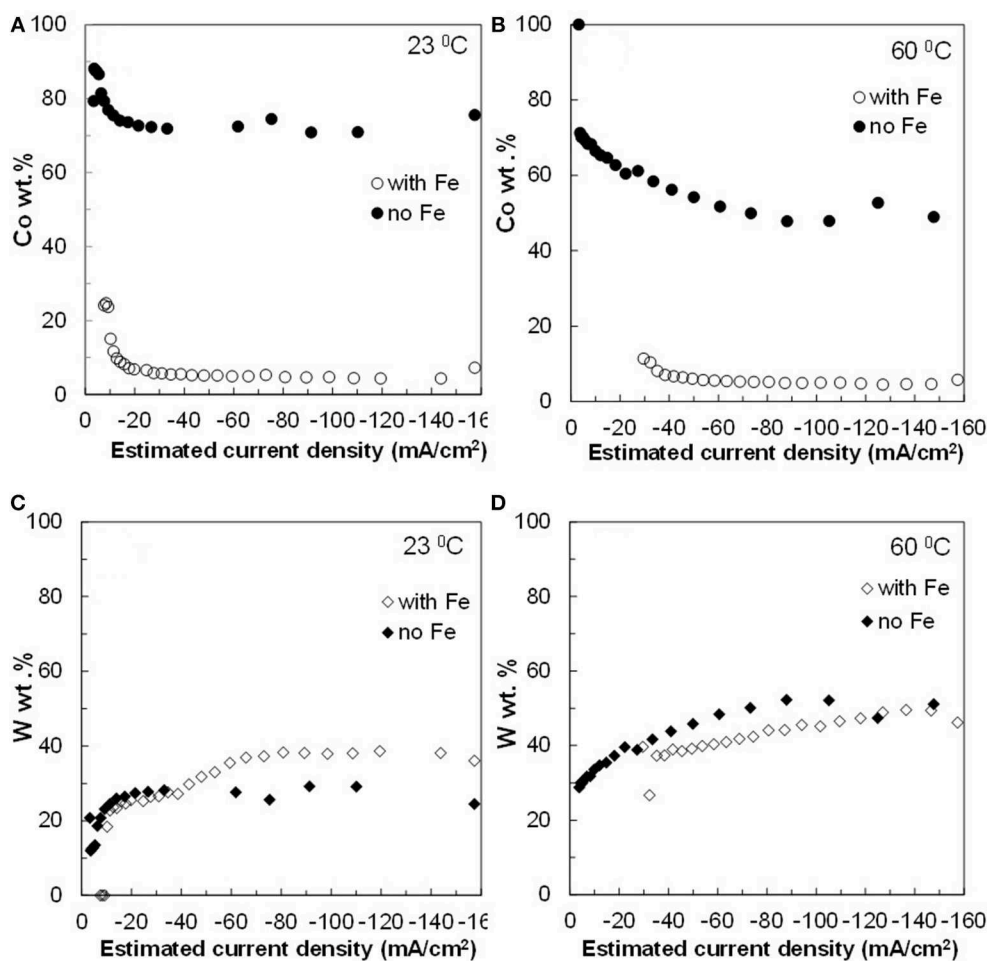 A
23 ⁰C
Co wt.%
100
80
60
40
20
0
with Fe
no Fe
0 -20 -40 -60 -80 -100 -120 -140 -16
Estimated current density (mA/cm²)
B
60 ⁰C
Co wt.%
100
80
60
40
20
0
with Fe
no Fe
0 -20 -40 -60 -80 -100 -120 -140 -160
Estimated current density (mA/cm²)
C
23 ⁰C
W wt.%
100
80
60
40
20
0
with Fe
no Fe
0 -20 -40 -60 -80 -100 -120 -140 -16
Estimated current density (mA/cm²)
D
60 ⁰C
W wt.%
100
80
60
40
20
0
with Fe
no Fe
0 -20 -40 -60 -80 -100 -120 -140 -160
Estimated current density (mA/cm²)